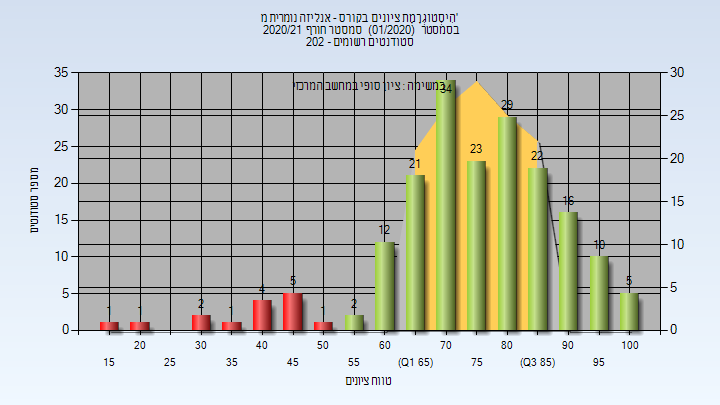 היסטוגרמת ציונים בקורס - אנליזה נומרית מ'
בסמסטר (01/2020) סמסטר חורף 2020/21
סטודנטים רשומים - 202
במשימה : ציון סופי במחשב המרכזי
מספר סטודנטים
35 30 25 20 15 10 5 0
30 25 20 15 10 5 0
1 1 2 1 4 5 1 2 12 21 34 23 29 22 16 10 5
20 30 40 50 60 70 80 90 100
15 25 35 45 55 (Q1 65) 75 (Q3 85) 95
טווח ציונים